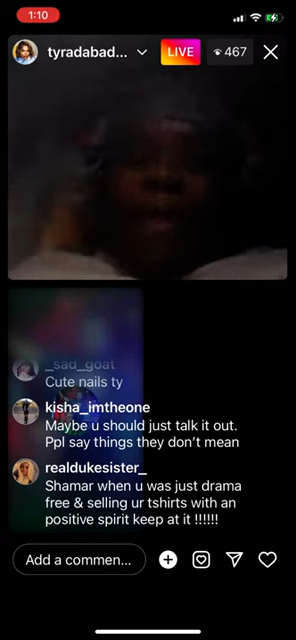 1:10
tyradabad...
LIVE
467
_sad_goat
Cute nails ty
kisha_imtheone
Maybe u should just talk it out.
Ppl say things they don't mean
realdukesister_
Shamar when u was just drama
free & selling ur tshirts with an
positive spirit keep at it !!!!!!
Add a commen...